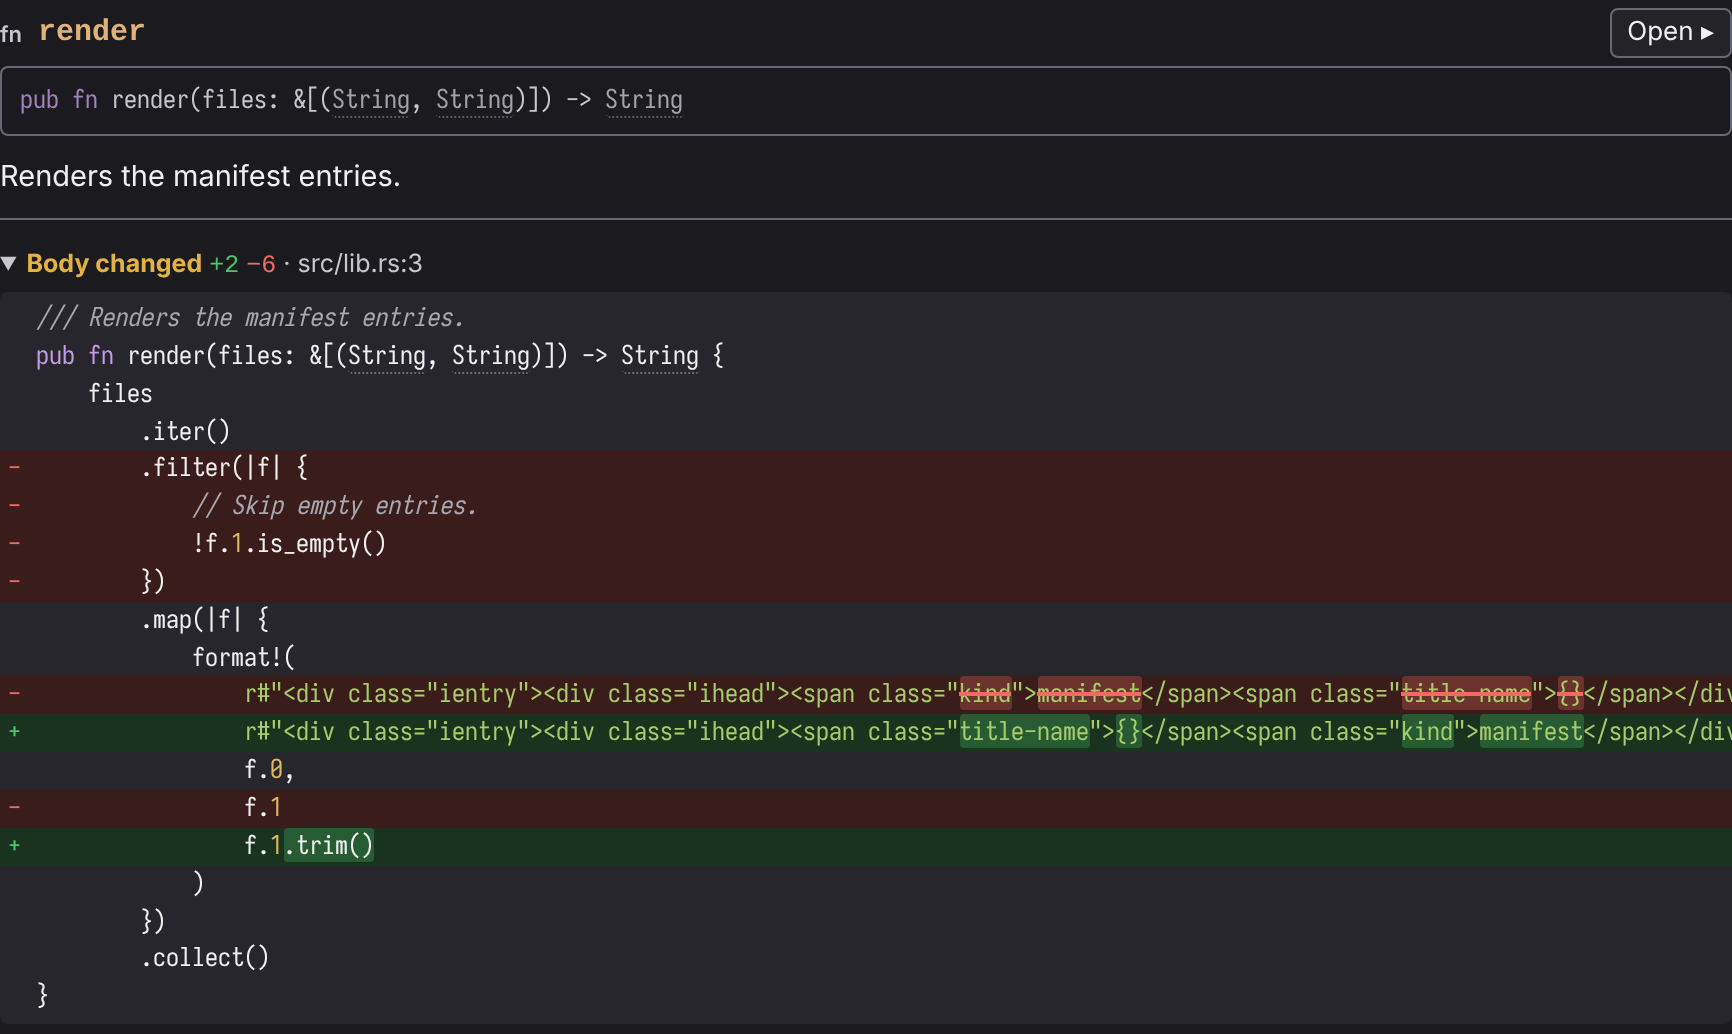 fn render
Open ▸
pub fn render(files: &[(String, String)]) -> String
Renders the manifest entries.
▼ Body changed +2 −6 · src/lib.rs:3
/// Renders the manifest entries.
pub fn render(files: &[(String, String)]) -> String {
    files
        .iter()
-        .filter(|f| {
-            // Skip empty entries.
-            !f.1.is_empty()
-        })
        .map(|f| {
            format!(
-                r#"<div class="ientry"><div class="ihead"><span class="kind">manifest</span><span class="title-name">{}</span></div
+                r#"<div class="ientry"><div class="ihead"><span class="title-name">{}</span><span class="kind">manifest</span></div
                f.0,
-                f.1
+                f.1.trim()
            )
        })
        .collect()
}